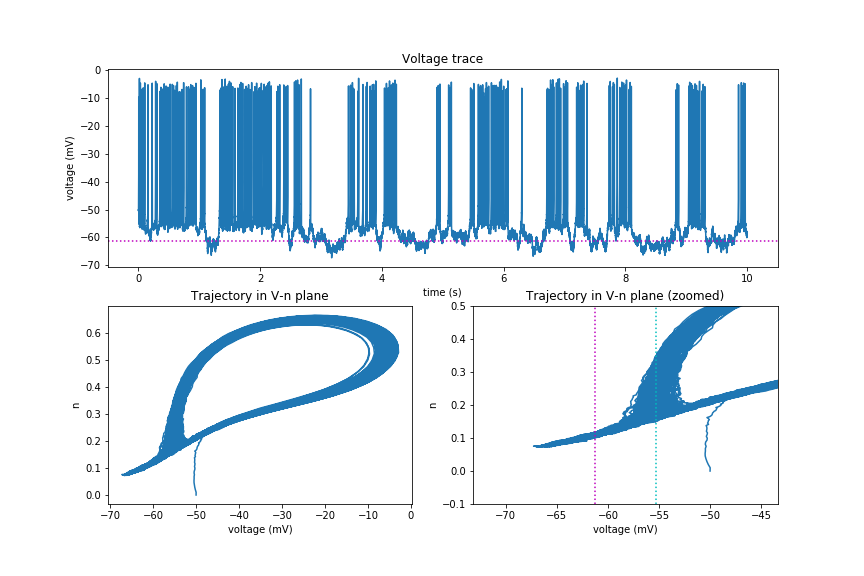 Voltage trace
voltage (mV)
0
−10
−20
−30
−40
−50
−60
−70
0 2 4 6 8 10
time (s)
Trajectory in V-n plane
n
0.6
0.5
0.4
0.3
0.2
0.1
0.0
−70 −60 −50 −40 −30 −20 −10 0
voltage (mV)
Trajectory in V-n plane (zoomed)
n
0.5
0.4
0.3
0.2
0.1
0.0
−0.1
−70 −65 −60 −55 −50 −45
voltage (mV)